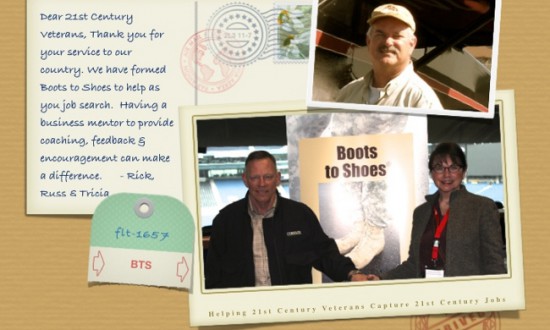 Dear 21st Century
Veterans, Thank you for
your service to our
country. We have formed
Boots to Shoes to help as
you job search. Having a
business mentor to provide
coaching, feedback &
encouragement can make
a difference. - Rick,
Russ & Tricia
flt-1657
BTS
Boots
to Shoes
Helping 21st Century Veterans Capture 21st Century Jobs